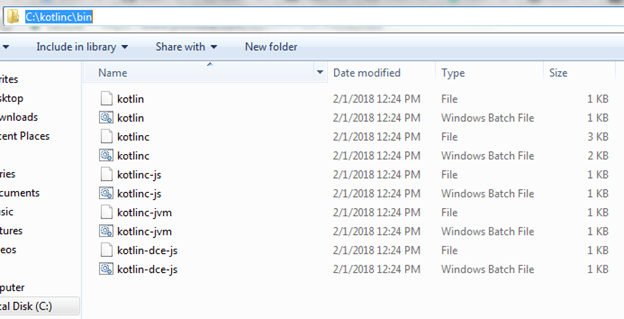 C:\kotlinc\bin
Include in library Share with New folder
Name Date modified Type Size
rites
sktop
wnloads
cent Places
ries
cuments
usic
tures
eos
puter
cal Disk (C:)
kotlin 2/1/2018 12:24 PM File 1 KB
kotlin 2/1/2018 12:24 PM Windows Batch File 1 KB
kotlinc 2/1/2018 12:24 PM File 3 KB
kotlinc 2/1/2018 12:24 PM Windows Batch File 2 KB
kotlinc-js 2/1/2018 12:24 PM File 1 KB
kotlinc-js 2/1/2018 12:24 PM Windows Batch File 1 KB
kotlinc-jvm 2/1/2018 12:24 PM File 1 KB
kotlinc-jvm 2/1/2018 12:24 PM Windows Batch File 1 KB
kotlin-dce-js 2/1/2018 12:24 PM File 1 KB
kotlin-dce-js 2/1/2018 12:24 PM Windows Batch File 1 KB